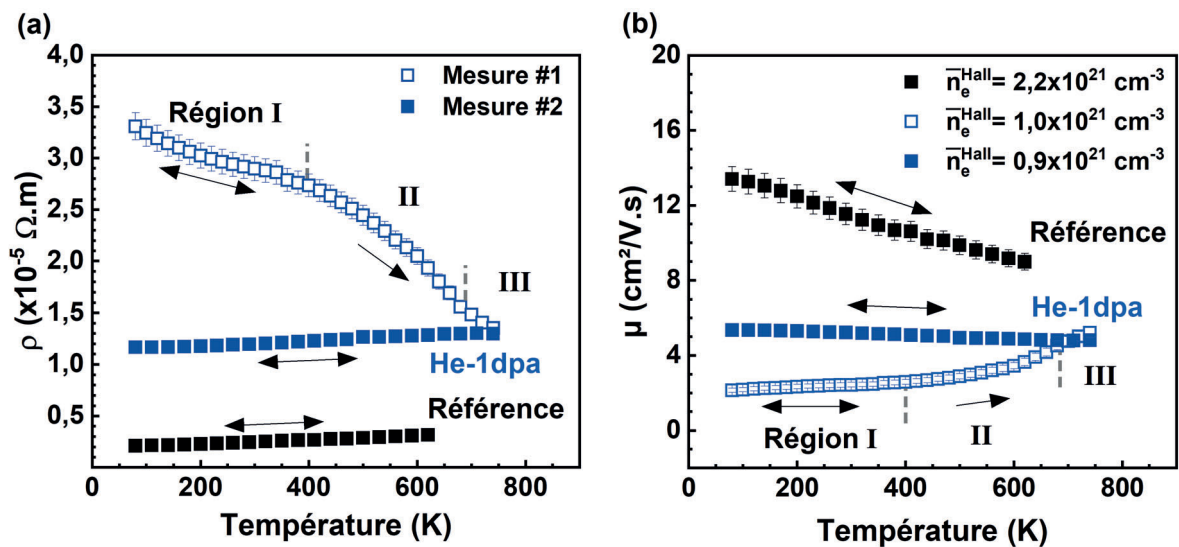 (a)
4,0
3,5
3,0
2,5
2,0
1,5
1,0
0,5
0
200
400
600
800
ρ (x10⁻⁵ Ω.m)
Température (K)
Mesure #1
Mesure #2
Région I
II
III
He-1dpa
Référence
(b)
20
16
12
8
4
0
0
200
400
600
800
μ (cm²/V.s)
Température (K)
n̅ₑᴴᵃˡˡ= 2,2x10²¹ cm⁻³
n̅ₑᴴᵃˡˡ= 1,0x10²¹ cm⁻³
n̅ₑᴴᵃˡˡ= 0,9x10²¹ cm⁻³
Référence
He-1dpa
III
Région I
II